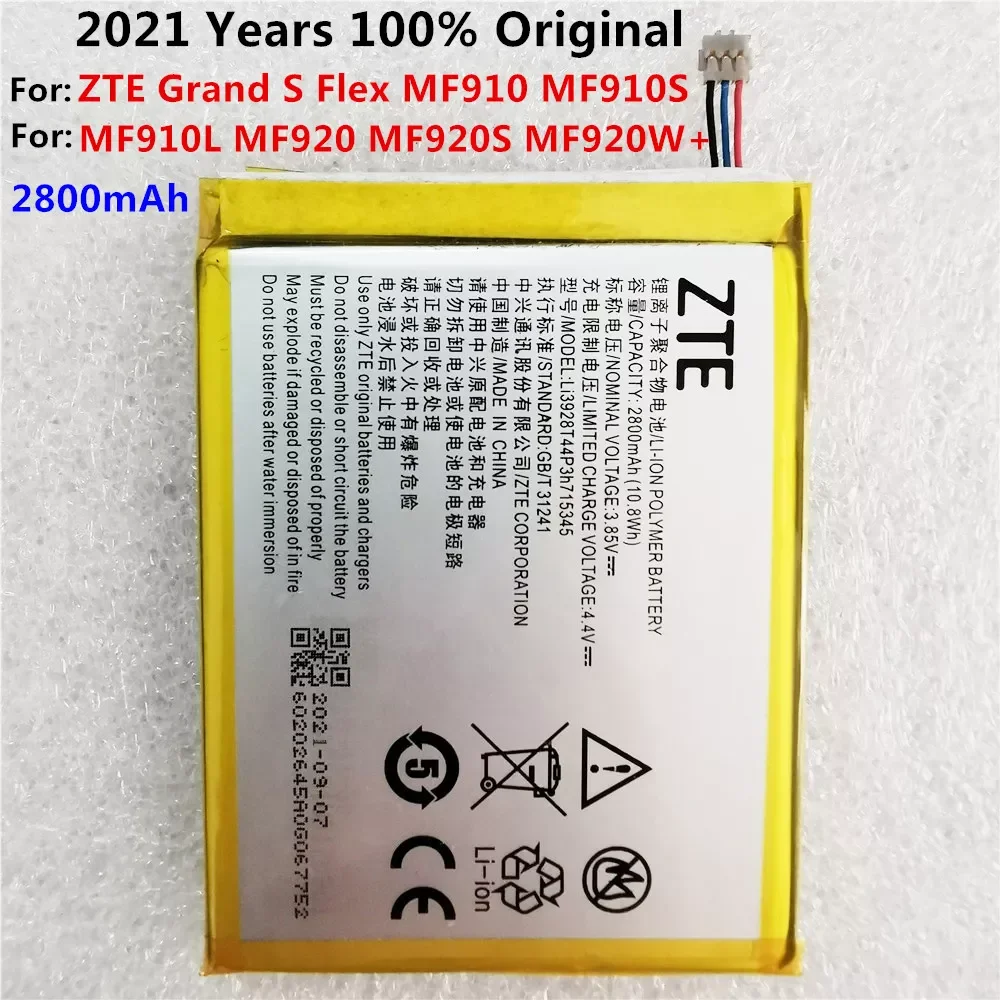 2021 Years 100% Original
For: ZTE Grand S Flex MF910 MF910S
For: MF910L MF920 MF920S MF920W+
2800mAh
ZTE
锂离子聚合物电池/LI-ION POLYMER BATTERY
容量/CAPACITY: 2800mAh (10.8Wh)
标称电压/NOMINAL VOLTAGE:3.85V⎓
充电限制电压/LIMITED CHARGE VOLTAGE:4.4V⎓
型号/MODEL:Li3928T44P3h715345
执行标准/STANDARD:GB/T 31241
中兴通讯股份有限公司/ZTE CORPORATION
中国制造/MADE IN CHINA
请使用中兴原配电池和充电器
切勿拆卸电池或使电池的电极短路
请正确回收或处理
破坏或投入火中有爆炸危险
电池浸水后禁止使用
Use only ZTE original batteries and chargers
Do not disassemble or short circuit the battery
Must be recycled or disposed of properly
May explode if damaged or disposed of in fire
Do not use if wet
2021-09-07
60202645A0G067752
5
!
CE
Li-ion